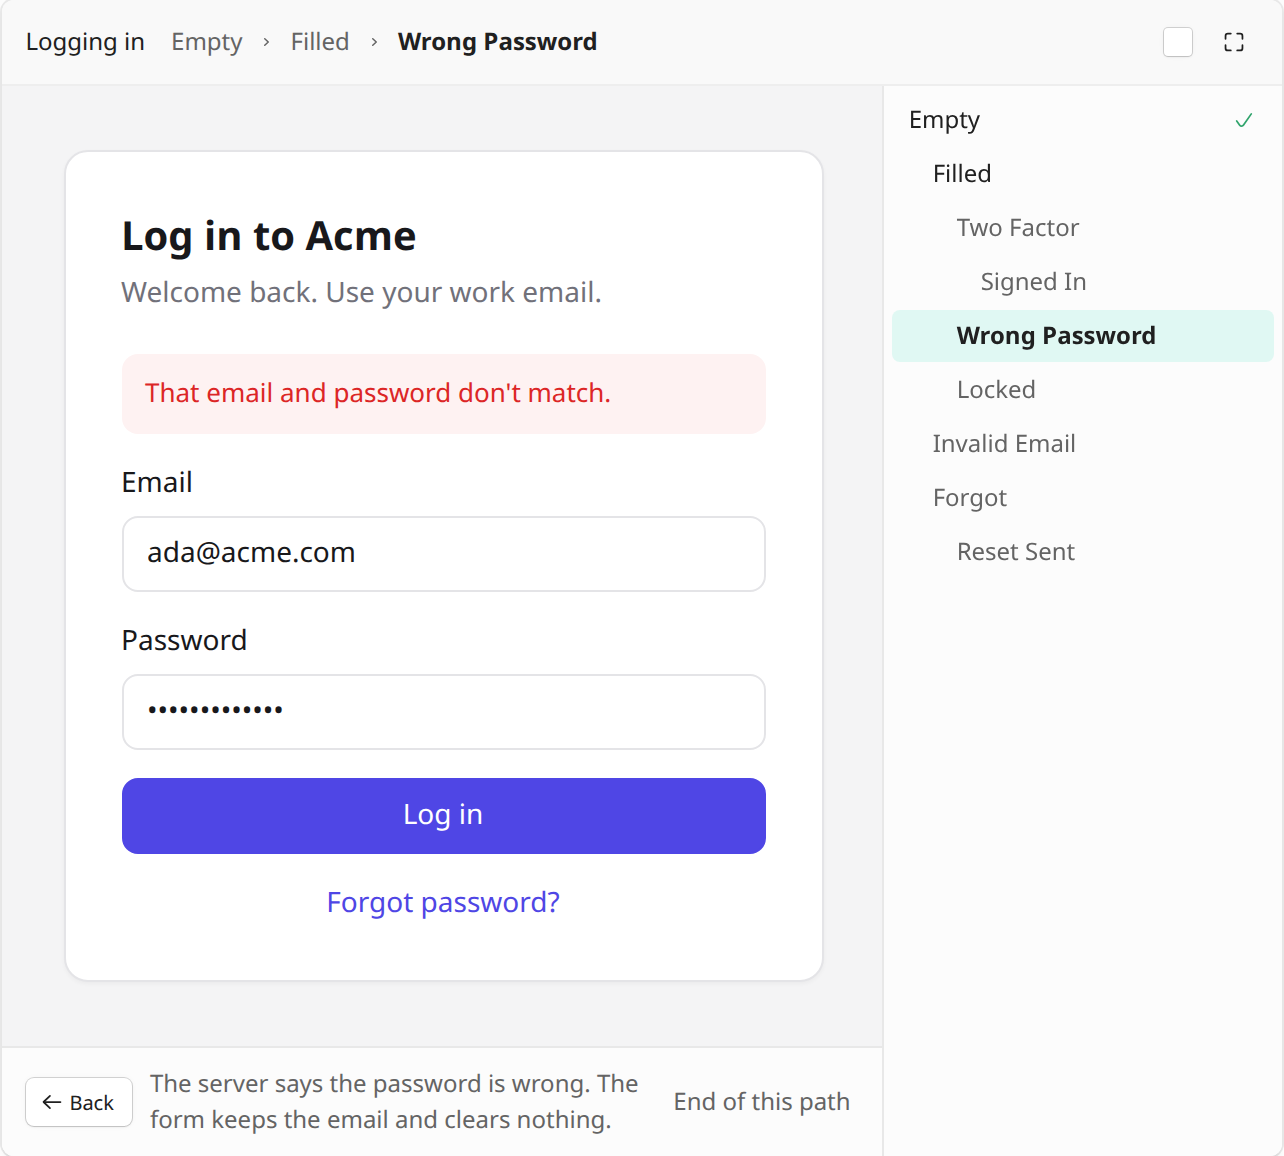 Logging in Empty › Filled › Wrong Password
Log in to Acme
Welcome back. Use your work email.
That email and password don't match.
Email
ada@acme.com
Password
•••••••••••••
Log in
Forgot password?
← Back
The server says the password is wrong. The
form keeps the email and clears nothing.
End of this path
Empty
Filled
Two Factor
Signed In
Wrong Password
Locked
Invalid Email
Forgot
Reset Sent